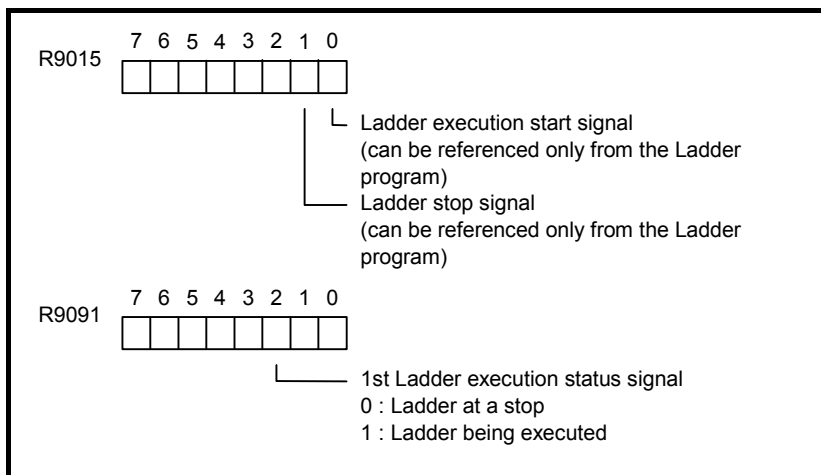 7 6 5 4 3 2 1 0
R9015
Ladder execution start signal
(can be referenced only from the Ladder
program)
Ladder stop signal
(can be referenced only from the Ladder
program)
7 6 5 4 3 2 1 0
R9091
1st Ladder execution status signal
0 : Ladder at a stop
1 : Ladder being executed